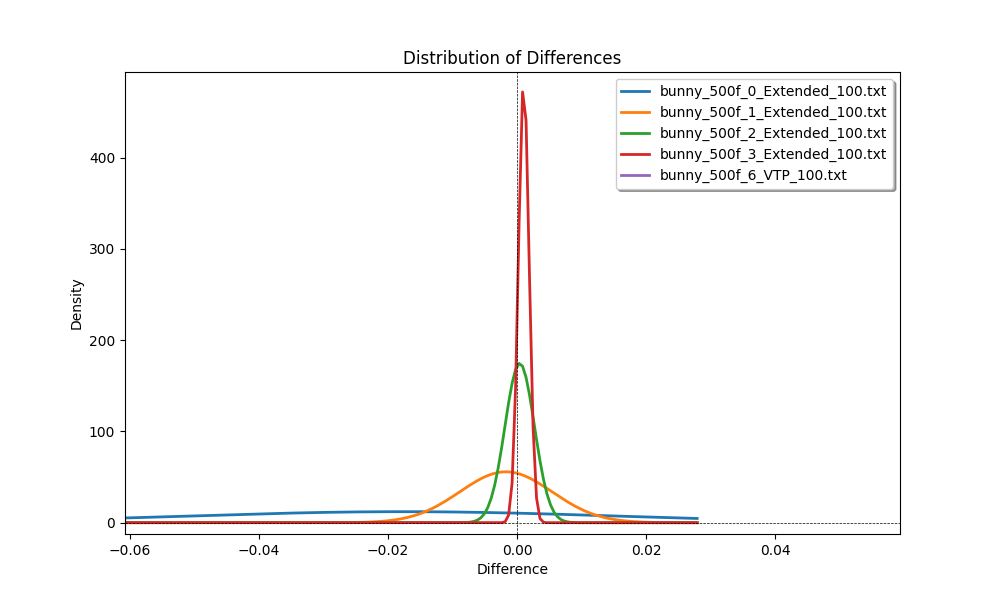 Distribution of Differences
bunny_500f_0_Extended_100.txt
bunny_500f_1_Extended_100.txt
bunny_500f_2_Extended_100.txt
bunny_500f_3_Extended_100.txt
bunny_500f_6_VTP_100.txt
Density
400
300
200
100
0
−0.06 −0.04 −0.02 0.00 0.02 0.04
Difference